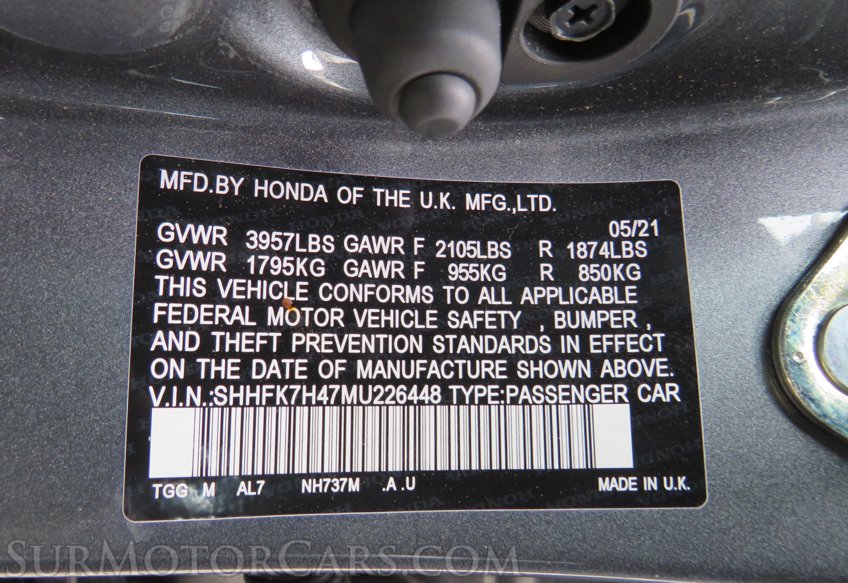 MFD.BY HONDA OF THE U.K. MFG.,LTD.
05/21
GVWR 3957LBS GAWR F 2105LBS R 1874LBS
GVWR 1795KG GAWR F 955KG R 850KG
THIS VEHICLE CONFORMS TO ALL APPLICABLE
FEDERAL MOTOR VEHICLE SAFETY , BUMPER ,
AND THEFT PREVENTION STANDARDS IN EFFECT
ON THE DATE OF MANUFACTURE SHOWN ABOVE.
V.I.N.:SHHFK7H47MU226448 TYPE:PASSENGER CAR
TGG M AL7 NH737M .A .U MADE IN U.K.
SURMOTORCARS.COM